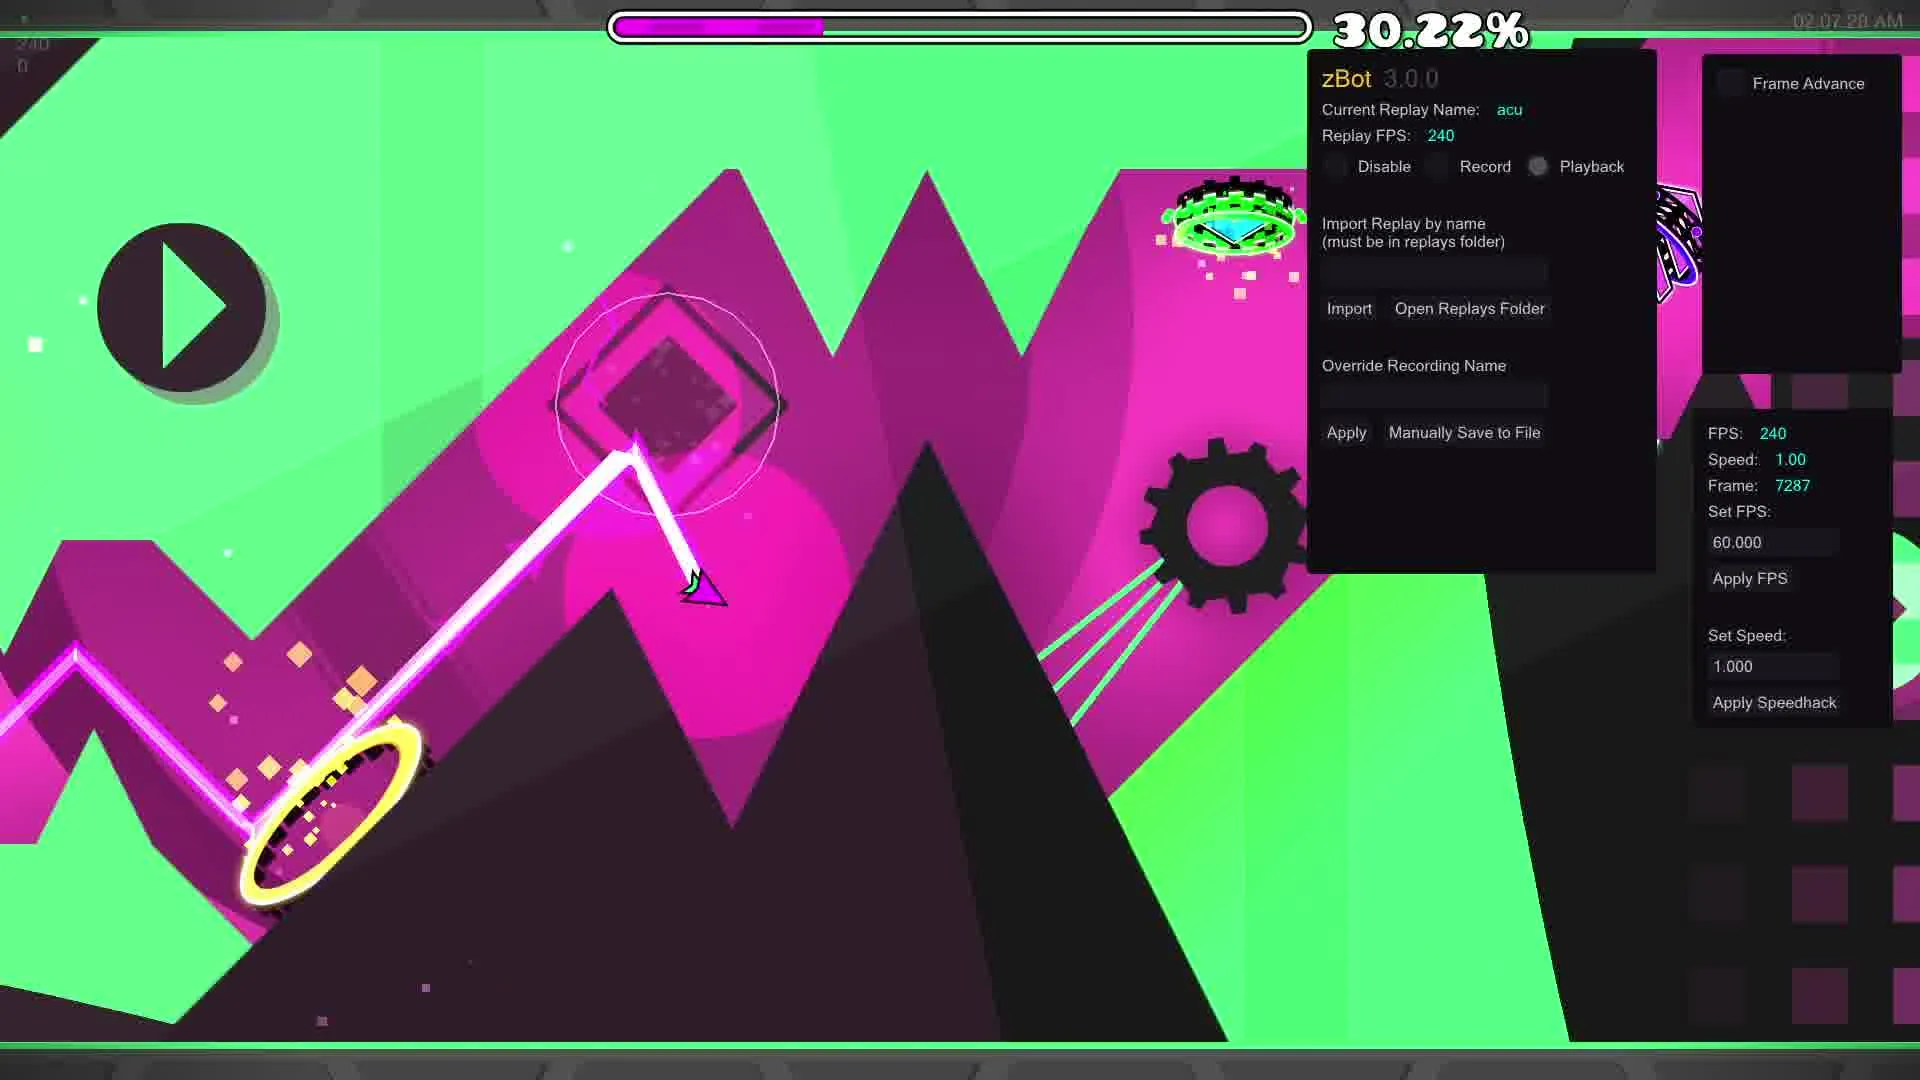 30.22%
02:07:20 AM
240
0
zBot 3.0.0
Current Replay Name: acu
Replay FPS: 240
Disable Record Playback
Import Replay by name
(must be in replays folder)
Import Open Replays Folder
Override Recording Name
Apply Manually Save to File
Frame Advance
FPS: 240
Speed: 1.00
Frame: 7287
Set FPS:
60.000
Apply FPS
Set Speed:
1.000
Apply Speedhack